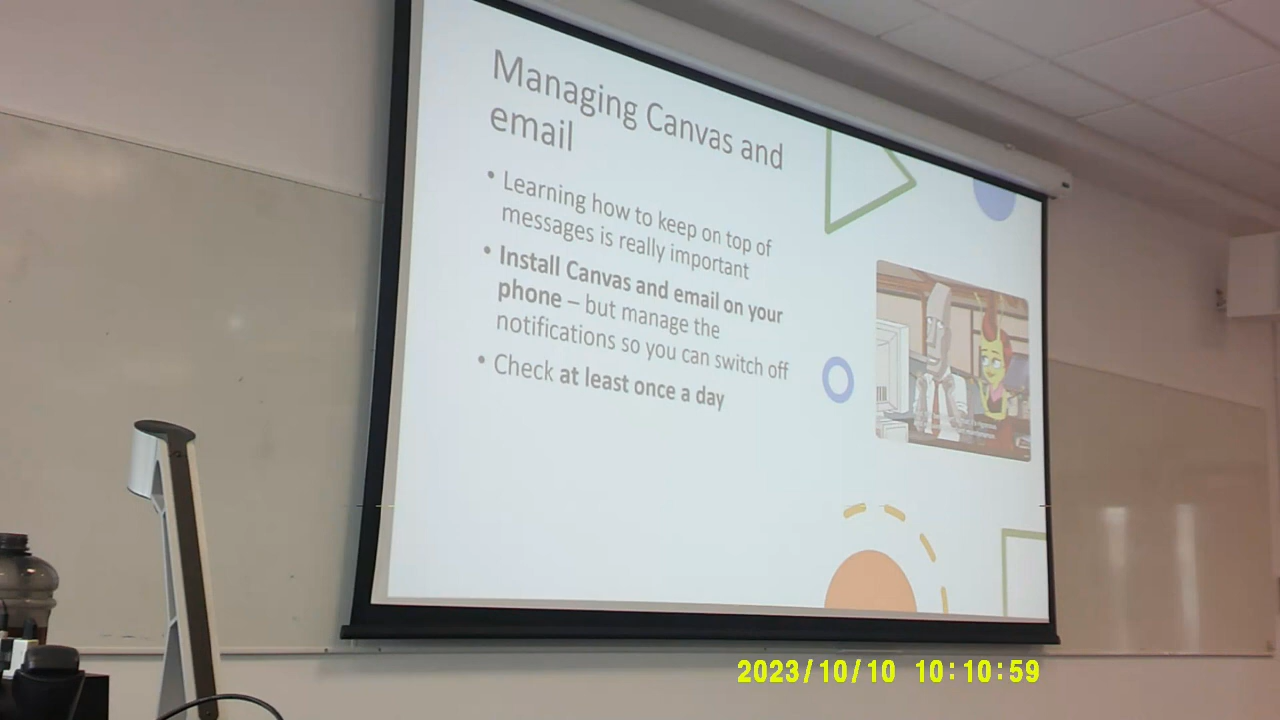 Managing Canvas and
email
• Learning how to keep on top of
messages is really important
• Install Canvas and email on your
phone – but manage the
notifications so you can switch off
• Check at least once a day
2023/10/10 10:10:59